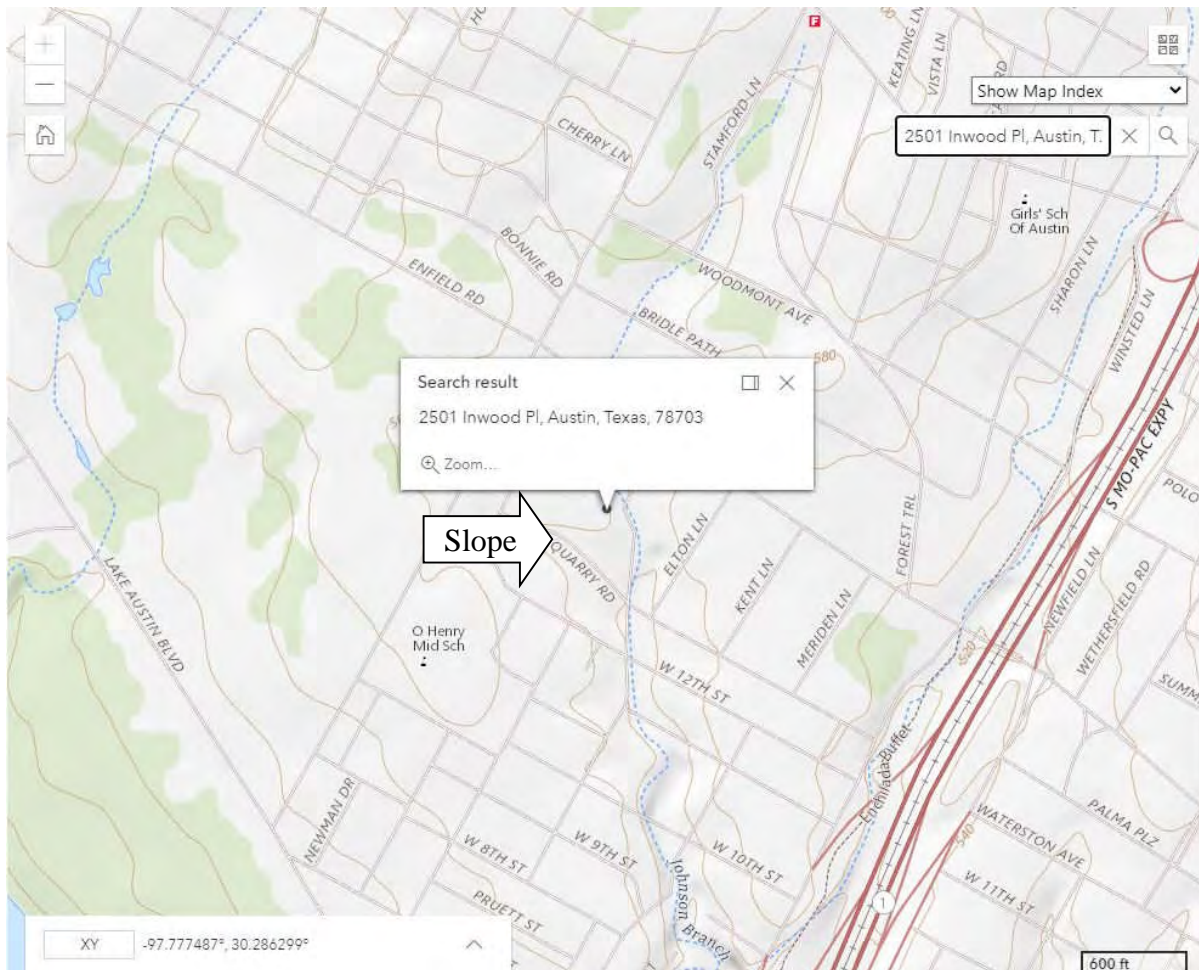 600
KEATING LN
VISTA LN
F
Show Map Index
STAMFORD LN
2501 Inwood Pl, Austin, T.
CHERRY LN
Girls' Sch
Of Austin
SHARON LN
BONNIE RD
ENFIELD RD
WOODMONT AVE
WINSTED LN
BRIDLE PATH
580
Search result
2501 Inwood Pl, Austin, Texas, 78703
Zoom...
S MO-PAC EXPY
POLO
Slope
QUARRY RD
ELTON LN
FOREST TRL
KENT LN
NEWFIELD LN
WETHERSFIELD RD
LAKE AUSTIN BLVD
O Henry
Mid Sch
MERIDEN LN
520
W 12TH ST
SUMM
Enchilada Buffet
NEWMAN DR
PALMA PLZ
WATERSTON AVE
540
W 8TH ST
W 9TH ST
W 10TH ST
W 11TH ST
Johnson Branch
1
PRUETT ST
XY
-97.777487°, 30.286299°
600 ft